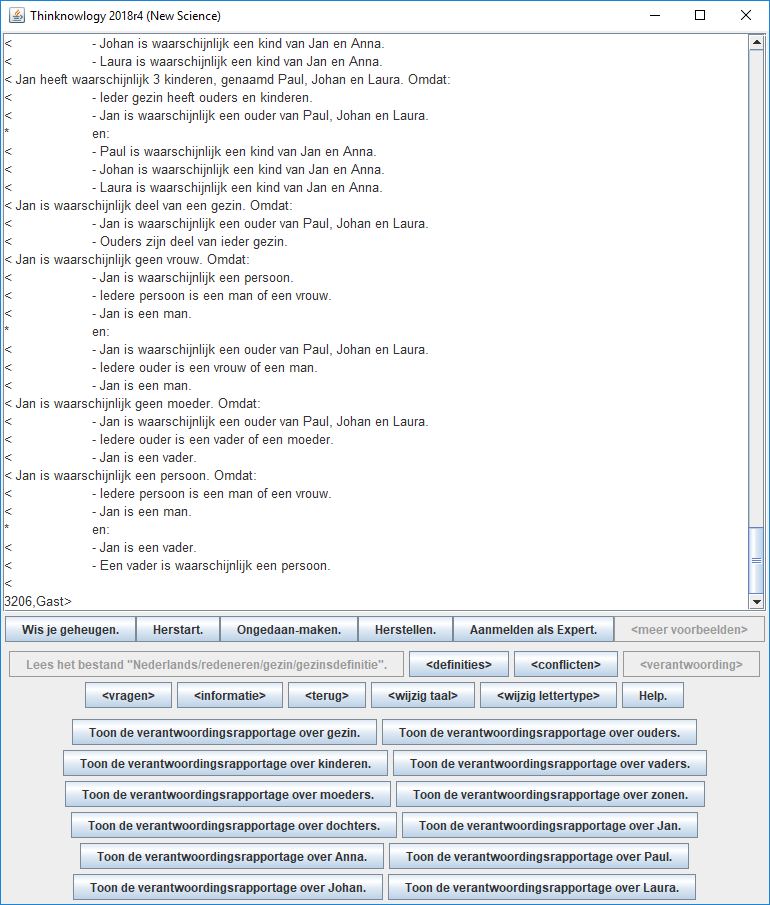 Thinknowlogy 2018r4 (New Science)
< - Johan is waarschijnlijk een kind van Jan en Anna.
< - Laura is waarschijnlijk een kind van Jan en Anna.
< Jan heeft waarschijnlijk 3 kinderen, genaamd Paul, Johan en Laura. Omdat:
< - Ieder gezin heeft ouders en kinderen.
< - Jan is waarschijnlijk een ouder van Paul, Johan en Laura.
* en:
< - Paul is waarschijnlijk een kind van Jan en Anna.
< - Johan is waarschijnlijk een kind van Jan en Anna.
< - Laura is waarschijnlijk een kind van Jan en Anna.
< Jan is waarschijnlijk deel van een gezin. Omdat:
< - Jan is waarschijnlijk een ouder van Paul, Johan en Laura.
< - Ouders zijn deel van ieder gezin.
< Jan is waarschijnlijk geen vrouw. Omdat:
< - Jan is waarschijnlijk een persoon.
< - Iedere persoon is een man of een vrouw.
< - Jan is een man.
* en:
< - Jan is waarschijnlijk een ouder van Paul, Johan en Laura.
< - Iedere ouder is een vrouw of een man.
< - Jan is een man.
< Jan is waarschijnlijk geen moeder. Omdat:
< - Jan is waarschijnlijk een ouder van Paul, Johan en Laura.
< - Iedere ouder is een vader of een moeder.
< - Jan is een vader.
< Jan is waarschijnlijk een persoon. Omdat:
< - Iedere persoon is een man of een vrouw.
< - Jan is een man.
* en:
< - Jan is een vader.
< - Een vader is waarschijnlijk een persoon.
<
3206,Gast>
Wis je geheugen. Herstart. Ongedaan-maken. Herstellen. Aanmelden als Expert. <meer voorbeelden>
Lees het bestand "Nederlands/redeneren/gezin/gezinsdefinitie". <definities> <conflicten> <verantwoording>
<vragen> <informatie> <terug> <wijzig taal> <wijzig lettertype> Help.
Toon de verantwoordingsrapportage over gezin. Toon de verantwoordingsrapportage over ouders.
Toon de verantwoordingsrapportage over kinderen. Toon de verantwoordingsrapportage over vaders.
Toon de verantwoordingsrapportage over moeders. Toon de verantwoordingsrapportage over zonen.
Toon de verantwoordingsrapportage over dochters. Toon de verantwoordingsrapportage over Jan.
Toon de verantwoordingsrapportage over Anna. Toon de verantwoordingsrapportage over Paul.
Toon de verantwoordingsrapportage over Johan. Toon de verantwoordingsrapportage over Laura.